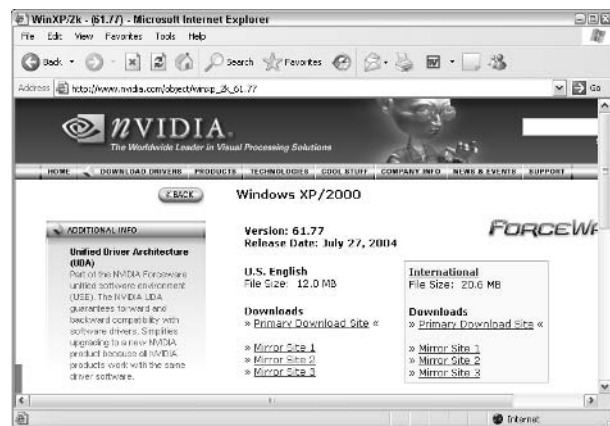 WinXP/2k - (61.77) - Microsoft Internet Explorer
File Edit View Favorites Tools Help
Back Search Favorites
Address http://www.nvidia.com/object/winxp_2k_61.77 Go
nVIDIA.
The Worldwide Leader in Visual Processing Solutions
HOME DOWNLOAD DRIVERS PRODUCTS TECHNOLOGIES COOL STUFF COMPANY INFO NEWS & EVENTS SUPPORT
BACK Windows XP/2000
ADDITIONAL INFO
Unified Driver Architecture
(UDA)
Part of the NVIDIA Forceware
unified software environment
(USE). The NVIDIA UDA
guarantees forward and
backward compatibility with
software drivers. Simplifies
upgrading to a new NVIDIA
product because all NVIDIA
products work with the same
driver software.
Version: 61.77
Release Date: July 27, 2004
FORCEWA
U.S. English
File Size: 12.0 MB
Downloads
» Primary Download Site «
» Mirror Site 1
» Mirror Site 2
» Mirror Site 3
International
File Size: 20.6 MB
Downloads
» Primary Download Site «
» Mirror Site 1
» Mirror Site 2
» Mirror Site 3
Internet